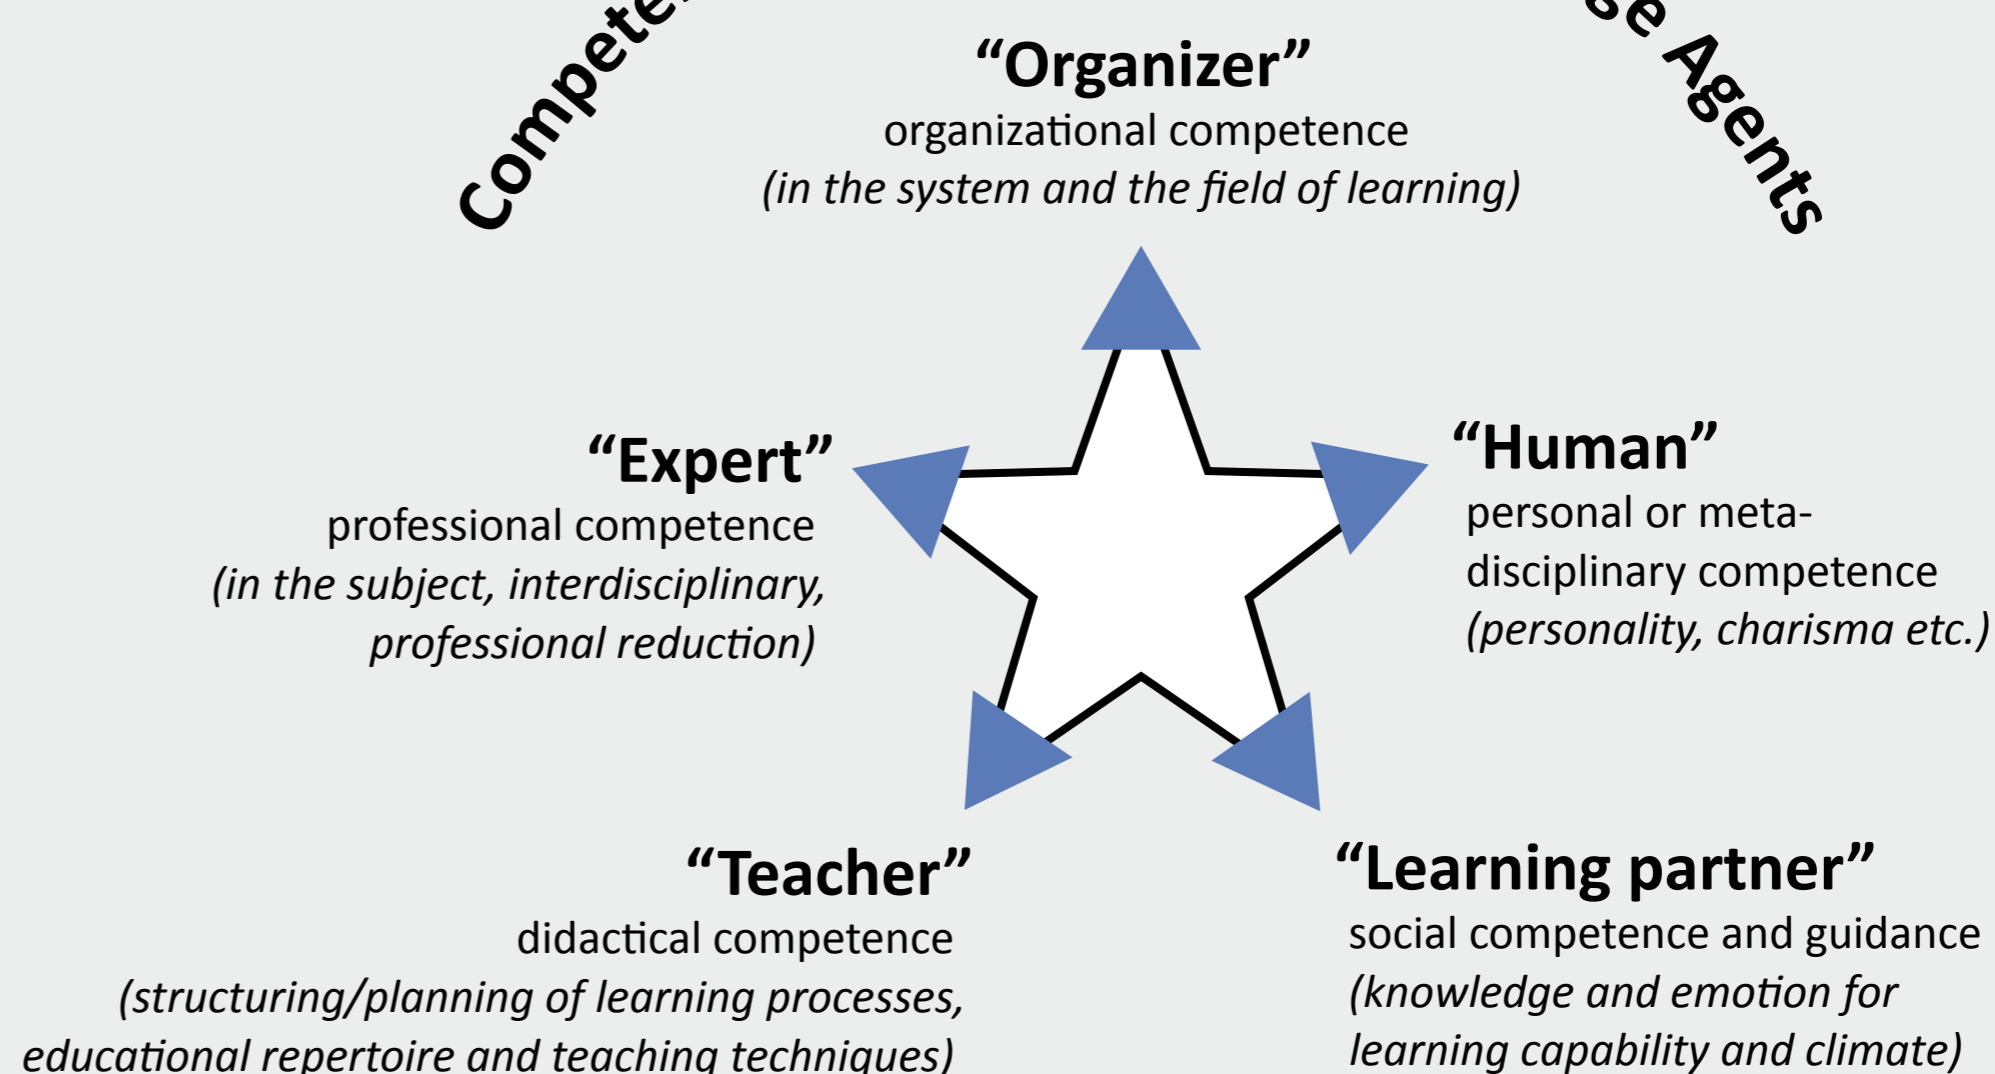 Agents
“Organizer”
organizational competence
(in the system and the field of learning)
“Expert”
professional competence
(in the subject, interdisciplinary,
professional reduction)
“Human”
personal or meta-
disciplinary competence
(personality, charisma etc.)
“Teacher”
didactical competence
(structuring/planning of learning processes,
educational repertoire and teaching techniques)
“Learning partner”
social competence and guidance
(knowledge and emotion for
learning capability and climate)